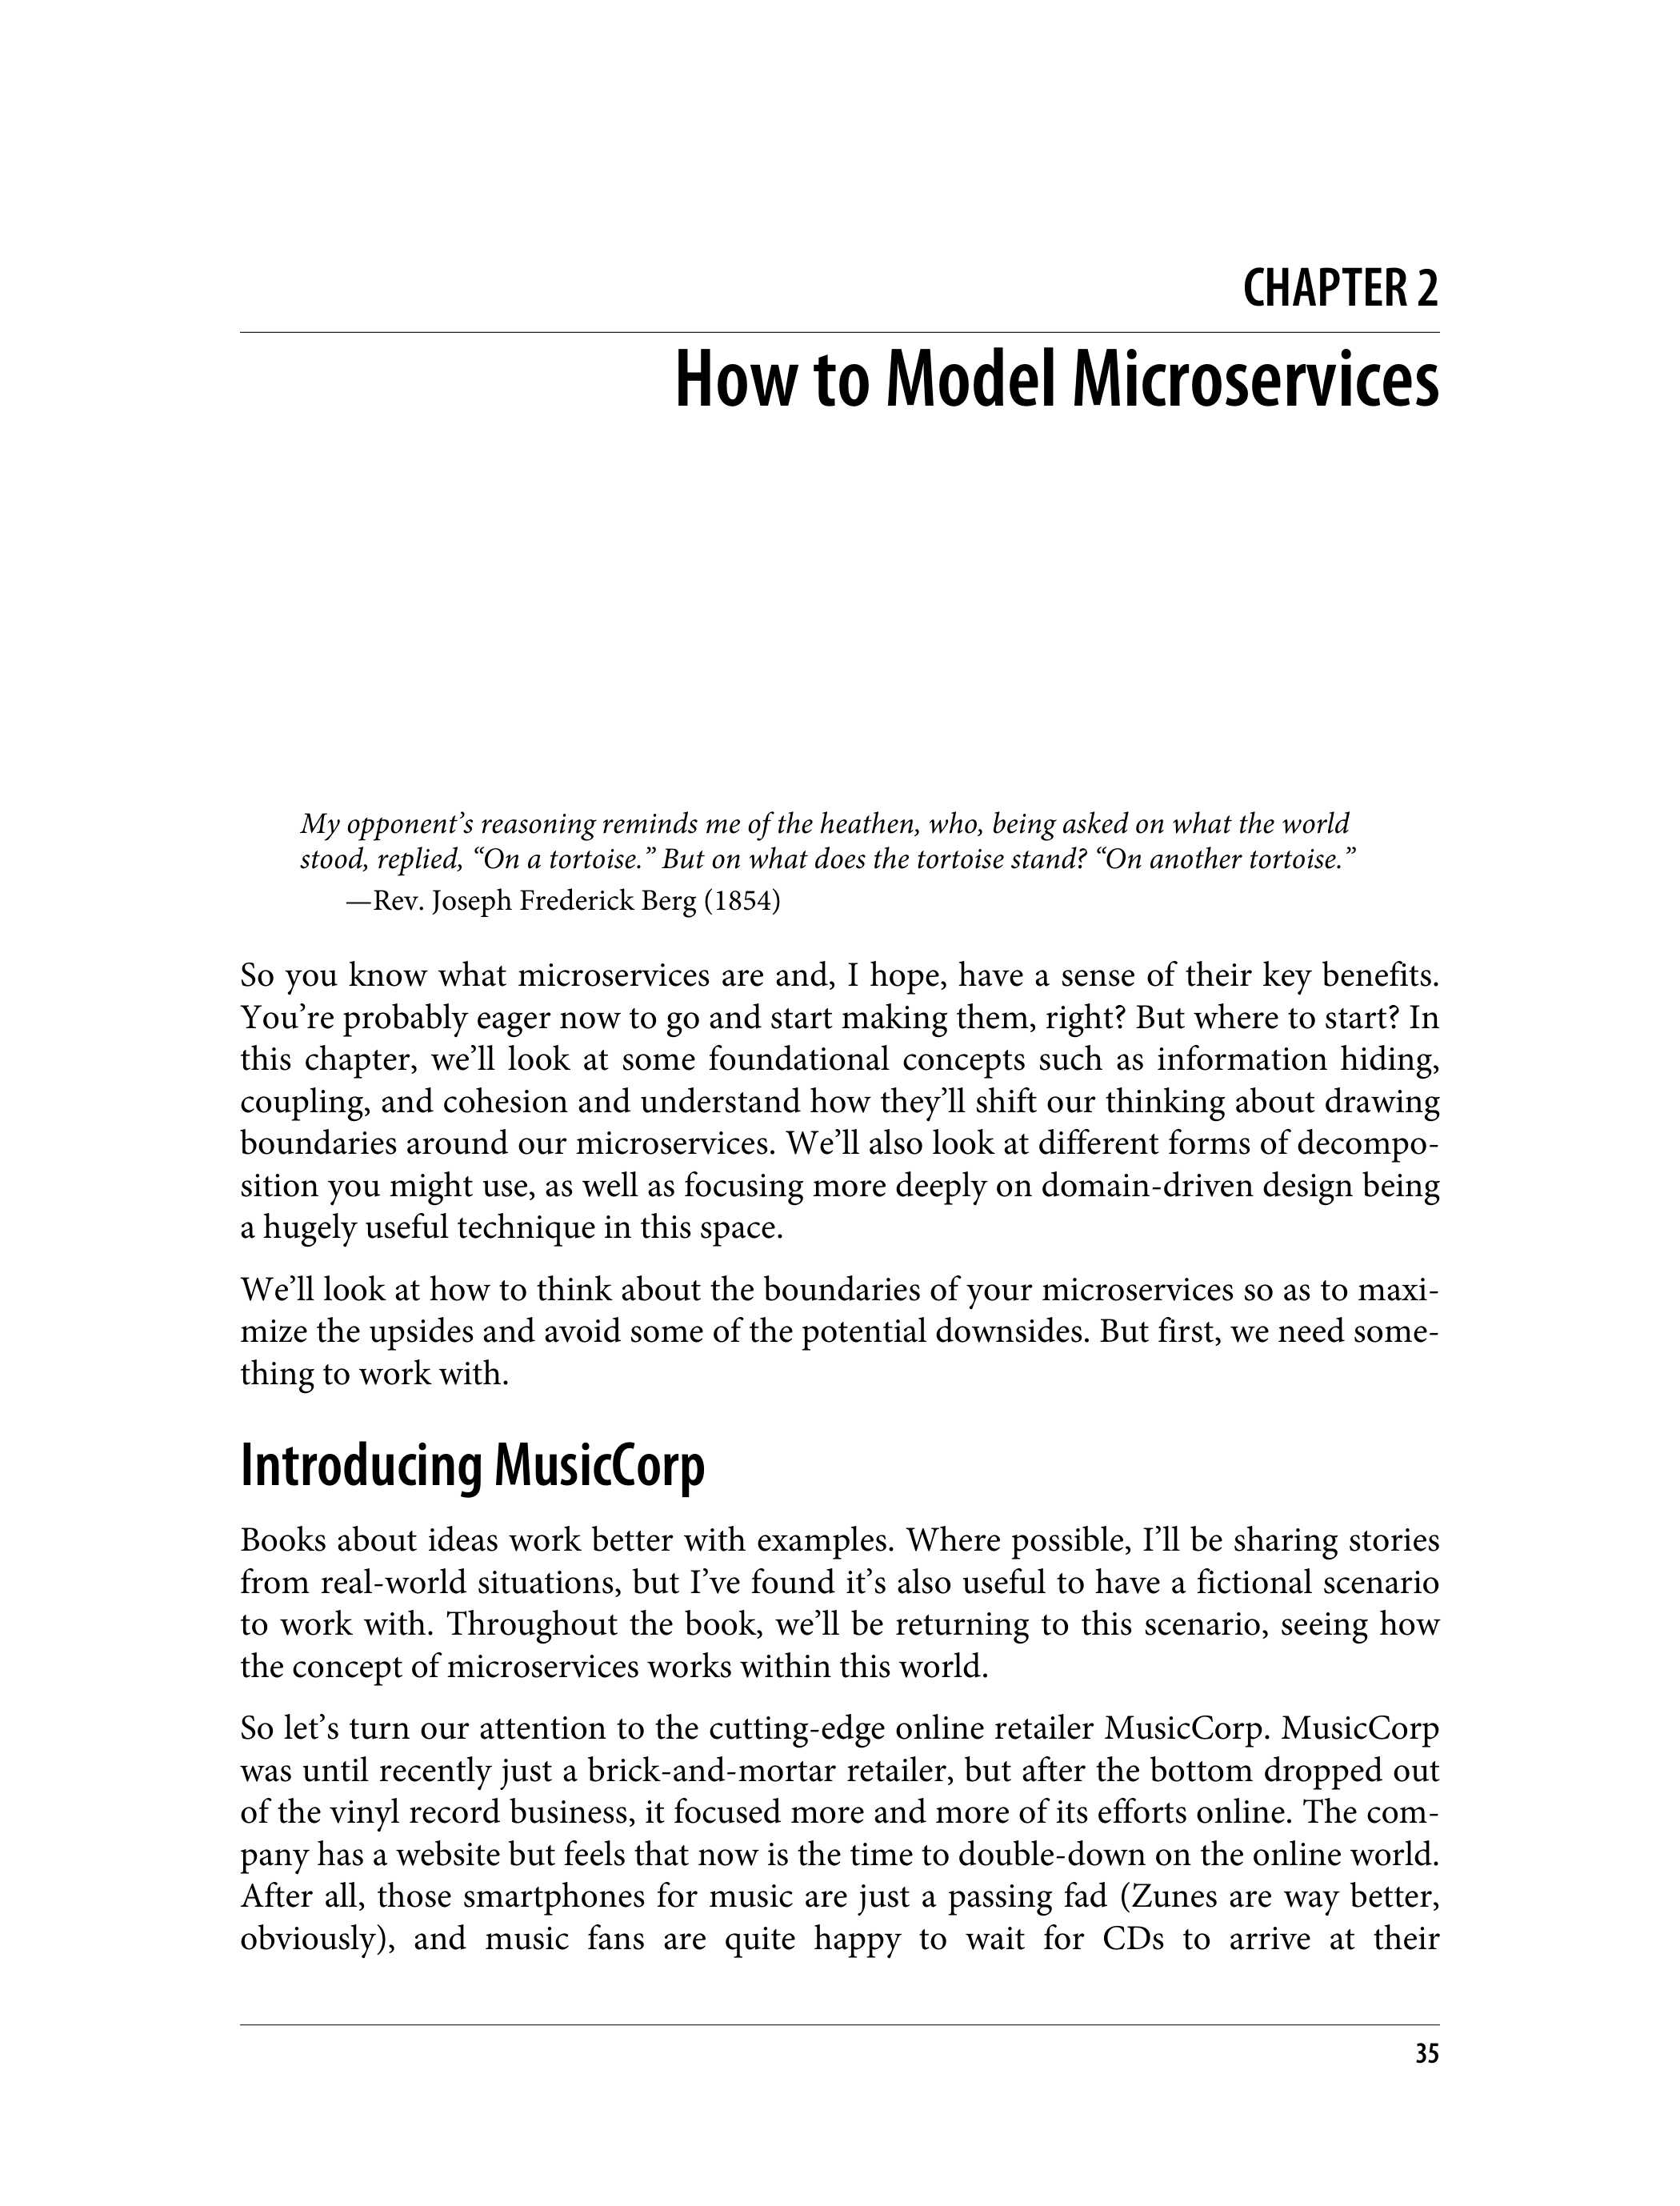 CHAPTER 2
How to Model Microservices
My opponent’s reasoning reminds me of the heathen, who, being asked on what the world
stood, replied, “On a tortoise.” But on what does the tortoise stand? “On another tortoise.”
—Rev. Joseph Frederick Berg (1854)
So you know what microservices are and, I hope, have a sense of their key benefits.
You’re probably eager now to go and start making them, right? But where to start? In
this chapter, we’ll look at some foundational concepts such as information hiding,
coupling, and cohesion and understand how they’ll shift our thinking about drawing
boundaries around our microservices. We’ll also look at different forms of decompo-
sition you might use, as well as focusing more deeply on domain-driven design being
a hugely useful technique in this space.
We’ll look at how to think about the boundaries of your microservices so as to maxi-
mize the upsides and avoid some of the potential downsides. But first, we need some-
thing to work with.
Introducing MusicCorp
Books about ideas work better with examples. Where possible, I’ll be sharing stories
from real-world situations, but I’ve found it’s also useful to have a fictional scenario
to work with. Throughout the book, we’ll be returning to this scenario, seeing how
the concept of microservices works within this world.
So let’s turn our attention to the cutting-edge online retailer MusicCorp. MusicCorp
was until recently just a brick-and-mortar retailer, but after the bottom dropped out
of the vinyl record business, it focused more and more of its efforts online. The com-
pany has a website but feels that now is the time to double-down on the online world.
After all, those smartphones for music are just a passing fad (Zunes are way better,
obviously), and music fans are quite happy to wait for CDs to arrive at their
35